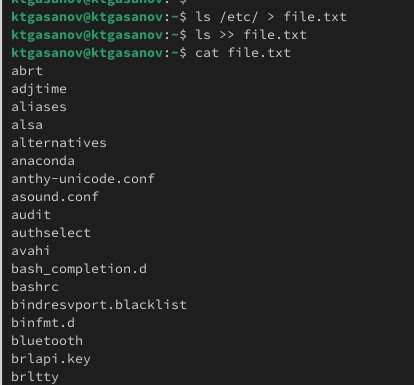 ktgasanov@ktgasanov:~$
ktgasanov@ktgasanov:~$ ls /etc/ > file.txt
ktgasanov@ktgasanov:~$ ls >> file.txt
ktgasanov@ktgasanov:~$ cat file.txt
abrt
adjtime
aliases
alsa
alternatives
anaconda
anthy-unicode.conf
asound.conf
audit
authselect
avahi
bash_completion.d
bashrc
bindresvport.blacklist
binfmt.d
bluetooth
brlapi.key
brltty